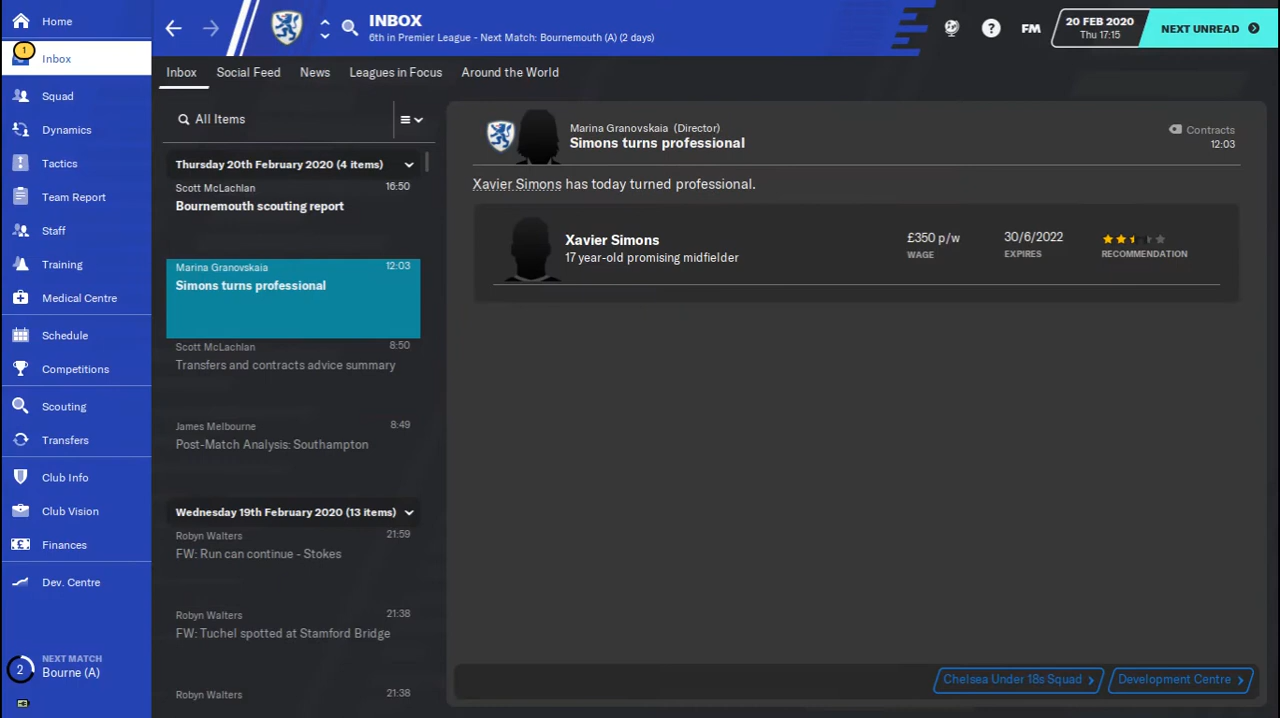 Home
1
Inbox
Squad
Dynamics
Tactics
Team Report
Staff
Training
Medical Centre
Schedule
Competitions
Scouting
Transfers
Club Info
Club Vision
Finances
Dev. Centre
2
NEXT MATCH
Bourne (A)
INBOX
6th in Premier League - Next Match: Bournemouth (A) (2 days)
?
FM
20 FEB 2020
Thu 17:15
NEXT UNREAD
Inbox Social Feed News Leagues in Focus Around the World
All Items
Thursday 20th February 2020 (4 items)
Scott McLachlan 16:50
Bournemouth scouting report
Marina Granovskaia 12:03
Simons turns professional
Scott McLachlan 8:50
Transfers and contracts advice summary
James Melbourne 8:49
Post-Match Analysis: Southampton
Wednesday 19th February 2020 (13 items)
Robyn Walters 21:59
FW: Run can continue - Stokes
Robyn Walters 21:38
FW: Tuchel spotted at Stamford Bridge
Robyn Walters 21:38
Marina Granovskaia (Director)
Simons turns professional
Contracts
12:03
Xavier Simons has today turned professional.
Xavier Simons
17 year-old promising midfielder
£350 p/w
WAGE
30/6/2022
EXPIRES
RECOMMENDATION
Chelsea Under 18s Squad
Development Centre